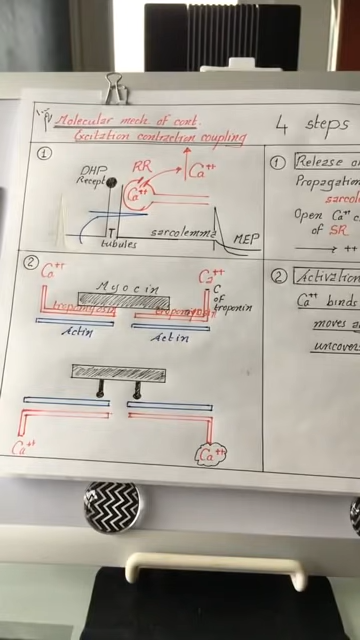 Molecular mech of cont.
Excitation contraction coupling
4 steps
1
DHP
Recept
RR
Ca++
Ca++
T
tubules
sarcolemma
MEP
1 Release o
Propagation
sarcole
Open Ca++ c
of SR
→ ++
2
Ca++
Myocin
Ca++
C
of
troponin
tropomyosin
tropomyosin
Actin
Actin
2 Activation
Ca++ binds
moves a
uncovers
Ca++
Ca++